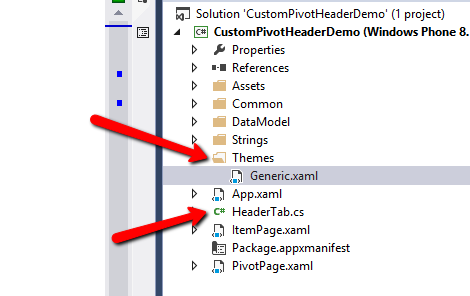 Solution 'CustomPivotHeaderDemo' (1 project)
C# CustomPivotHeaderDemo (Windows Phone 8.
Properties
References
Assets
Common
DataModel
Strings
Themes
Generic.xaml
App.xaml
C# HeaderTab.cs
ItemPage.xaml
Package.appxmanifest
PivotPage.xaml